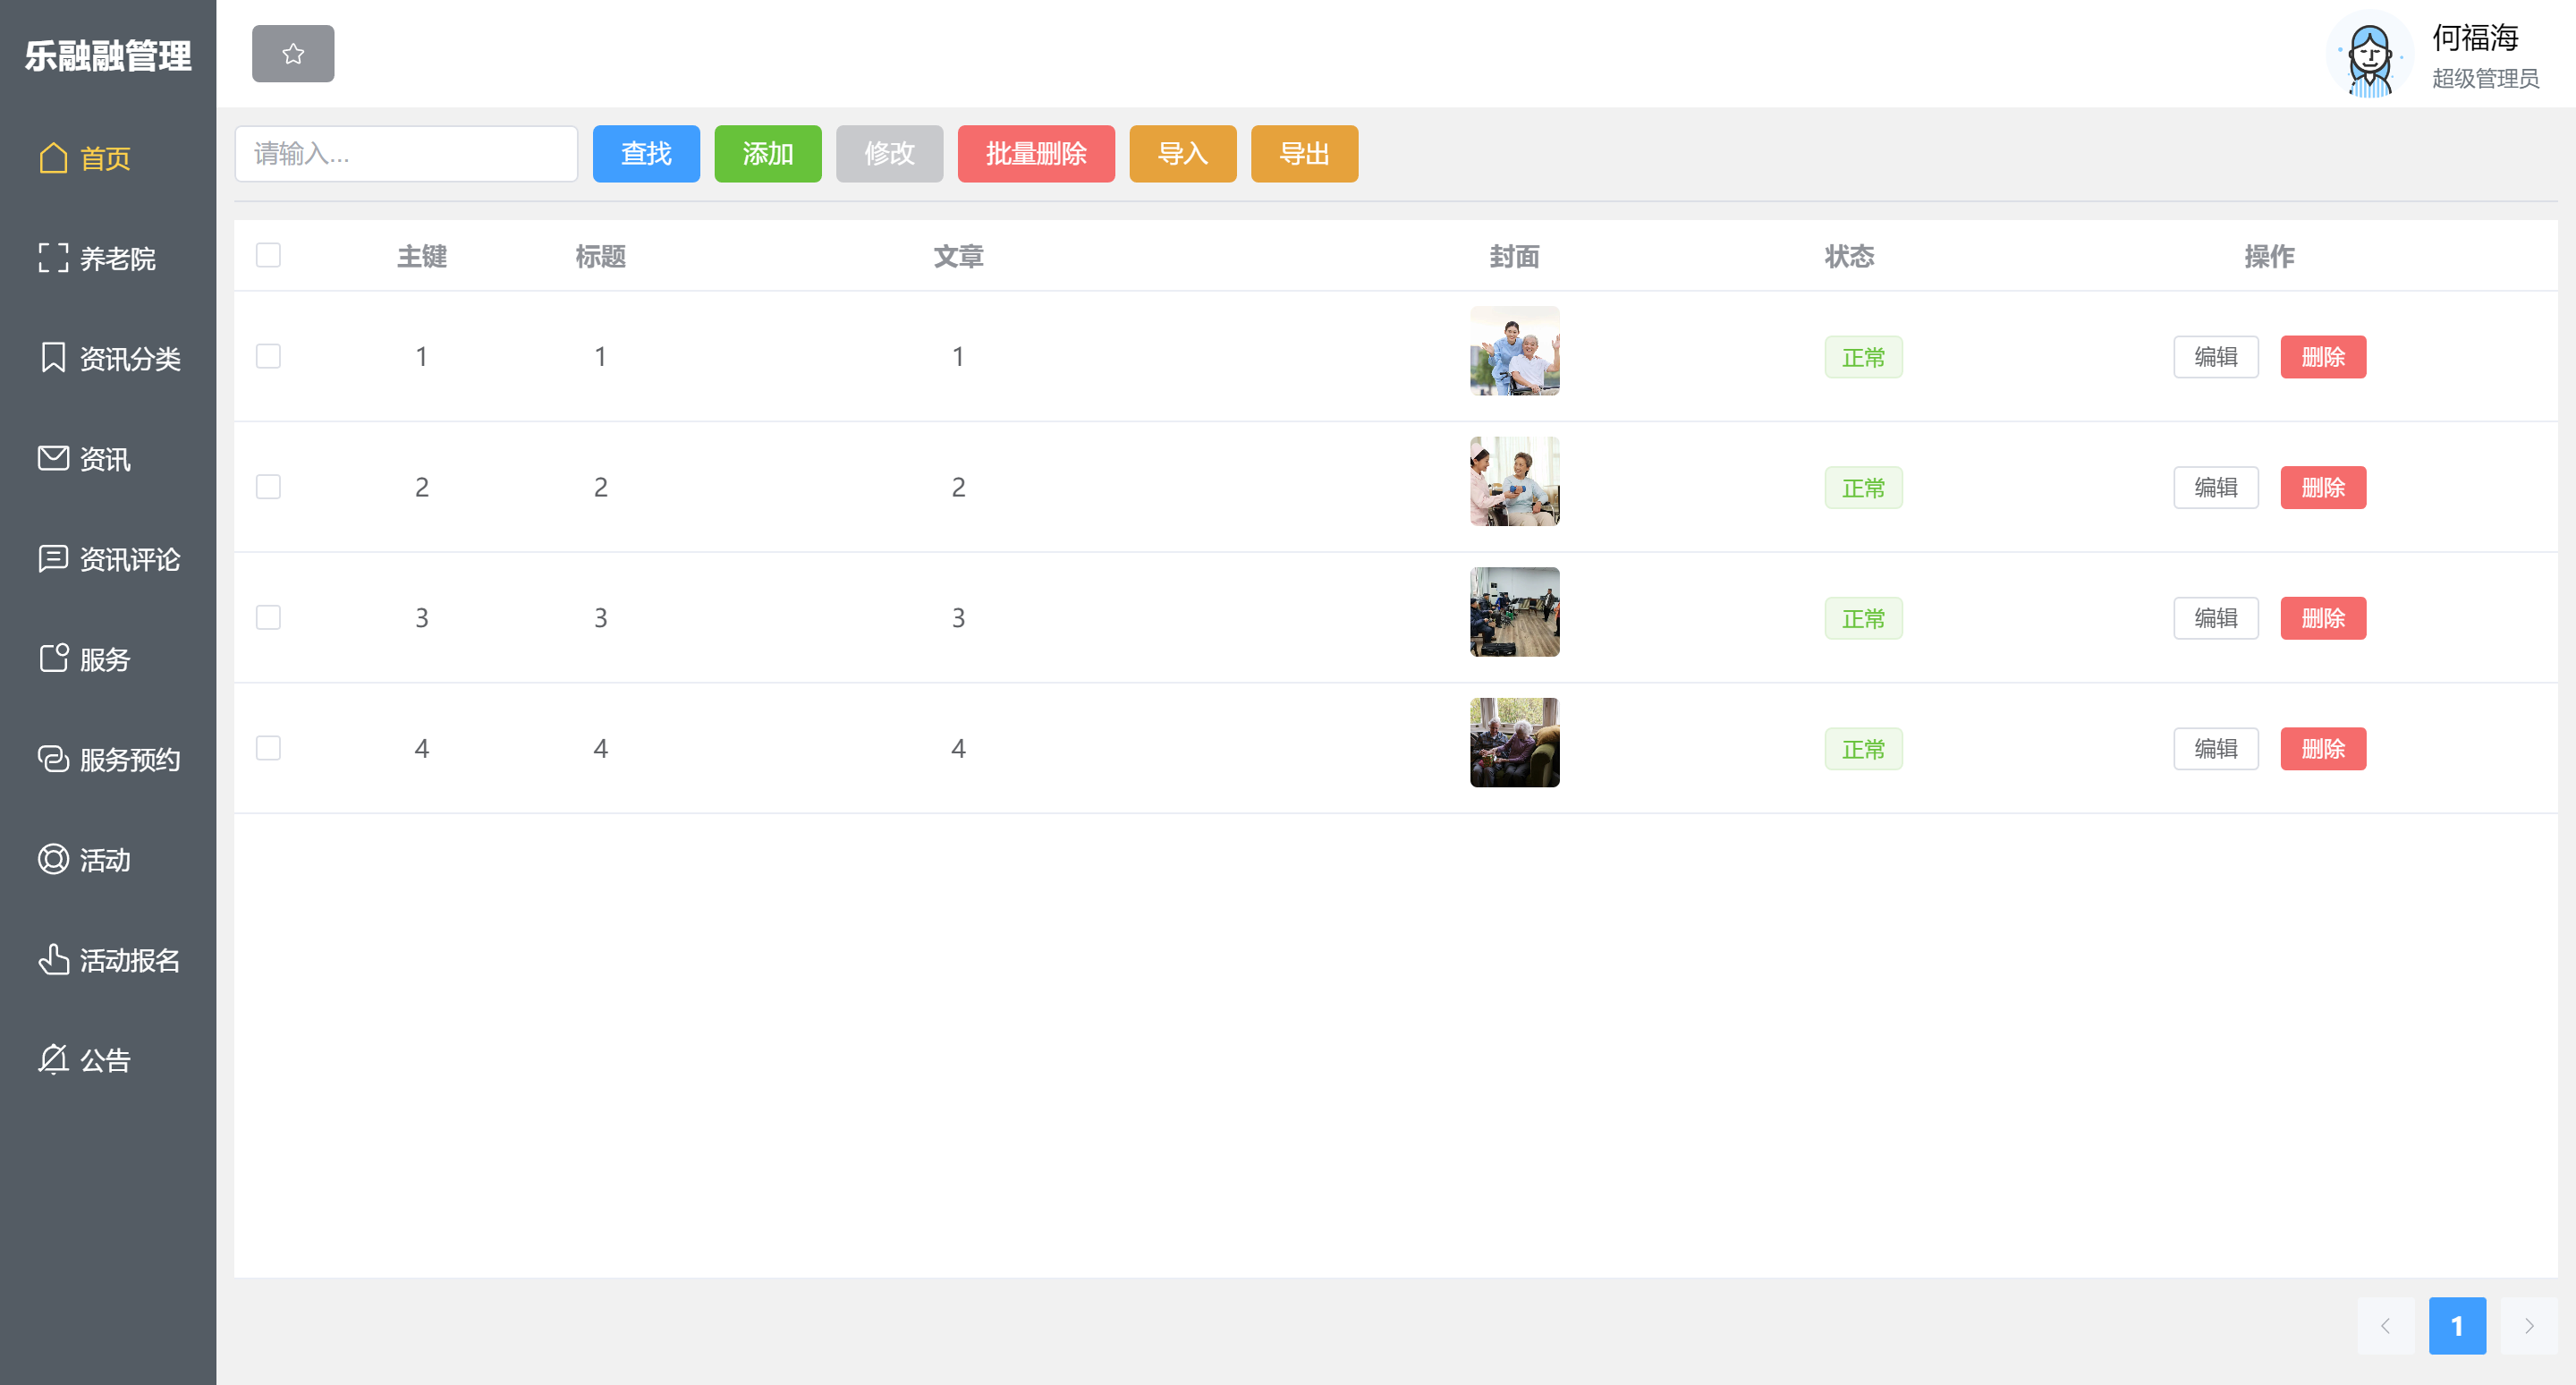 乐融融管理
何福海
超级管理员
首页
养老院
资讯分类
资讯
资讯评论
服务
服务预约
活动
活动报名
公告
请输入... 查找 添加 修改 批量删除 导入 导出
主键 标题 文章 封面 状态 操作
1 1 1 正常 编辑 删除
2 2 2 正常 编辑 删除
3 3 3 正常 编辑 删除
4 4 4 正常 编辑 删除
1